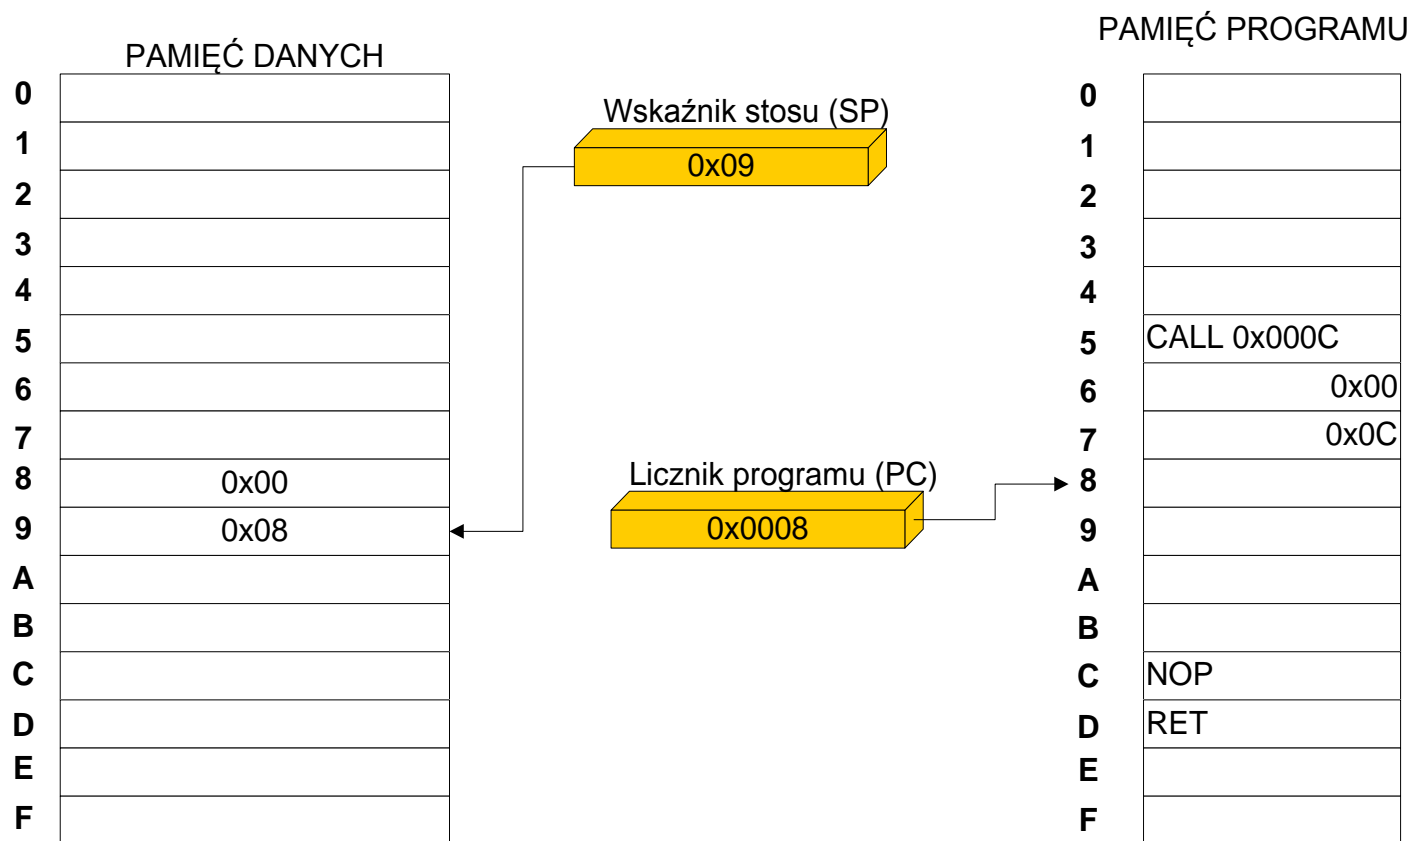 PAMIĘĆ PROGRAMU
PAMIĘĆ DANYCH
0
1
2
3
4
5
6
7
8 0x00
9 0x08
A
B
C
D
E
F
Wskaźnik stosu (SP)
0x09
Licznik programu (PC)
0x0008
0
1
2
3
4
5 CALL 0x000C
6 0x00
7 0x0C
8
9
A
B
C NOP
D RET
E
F